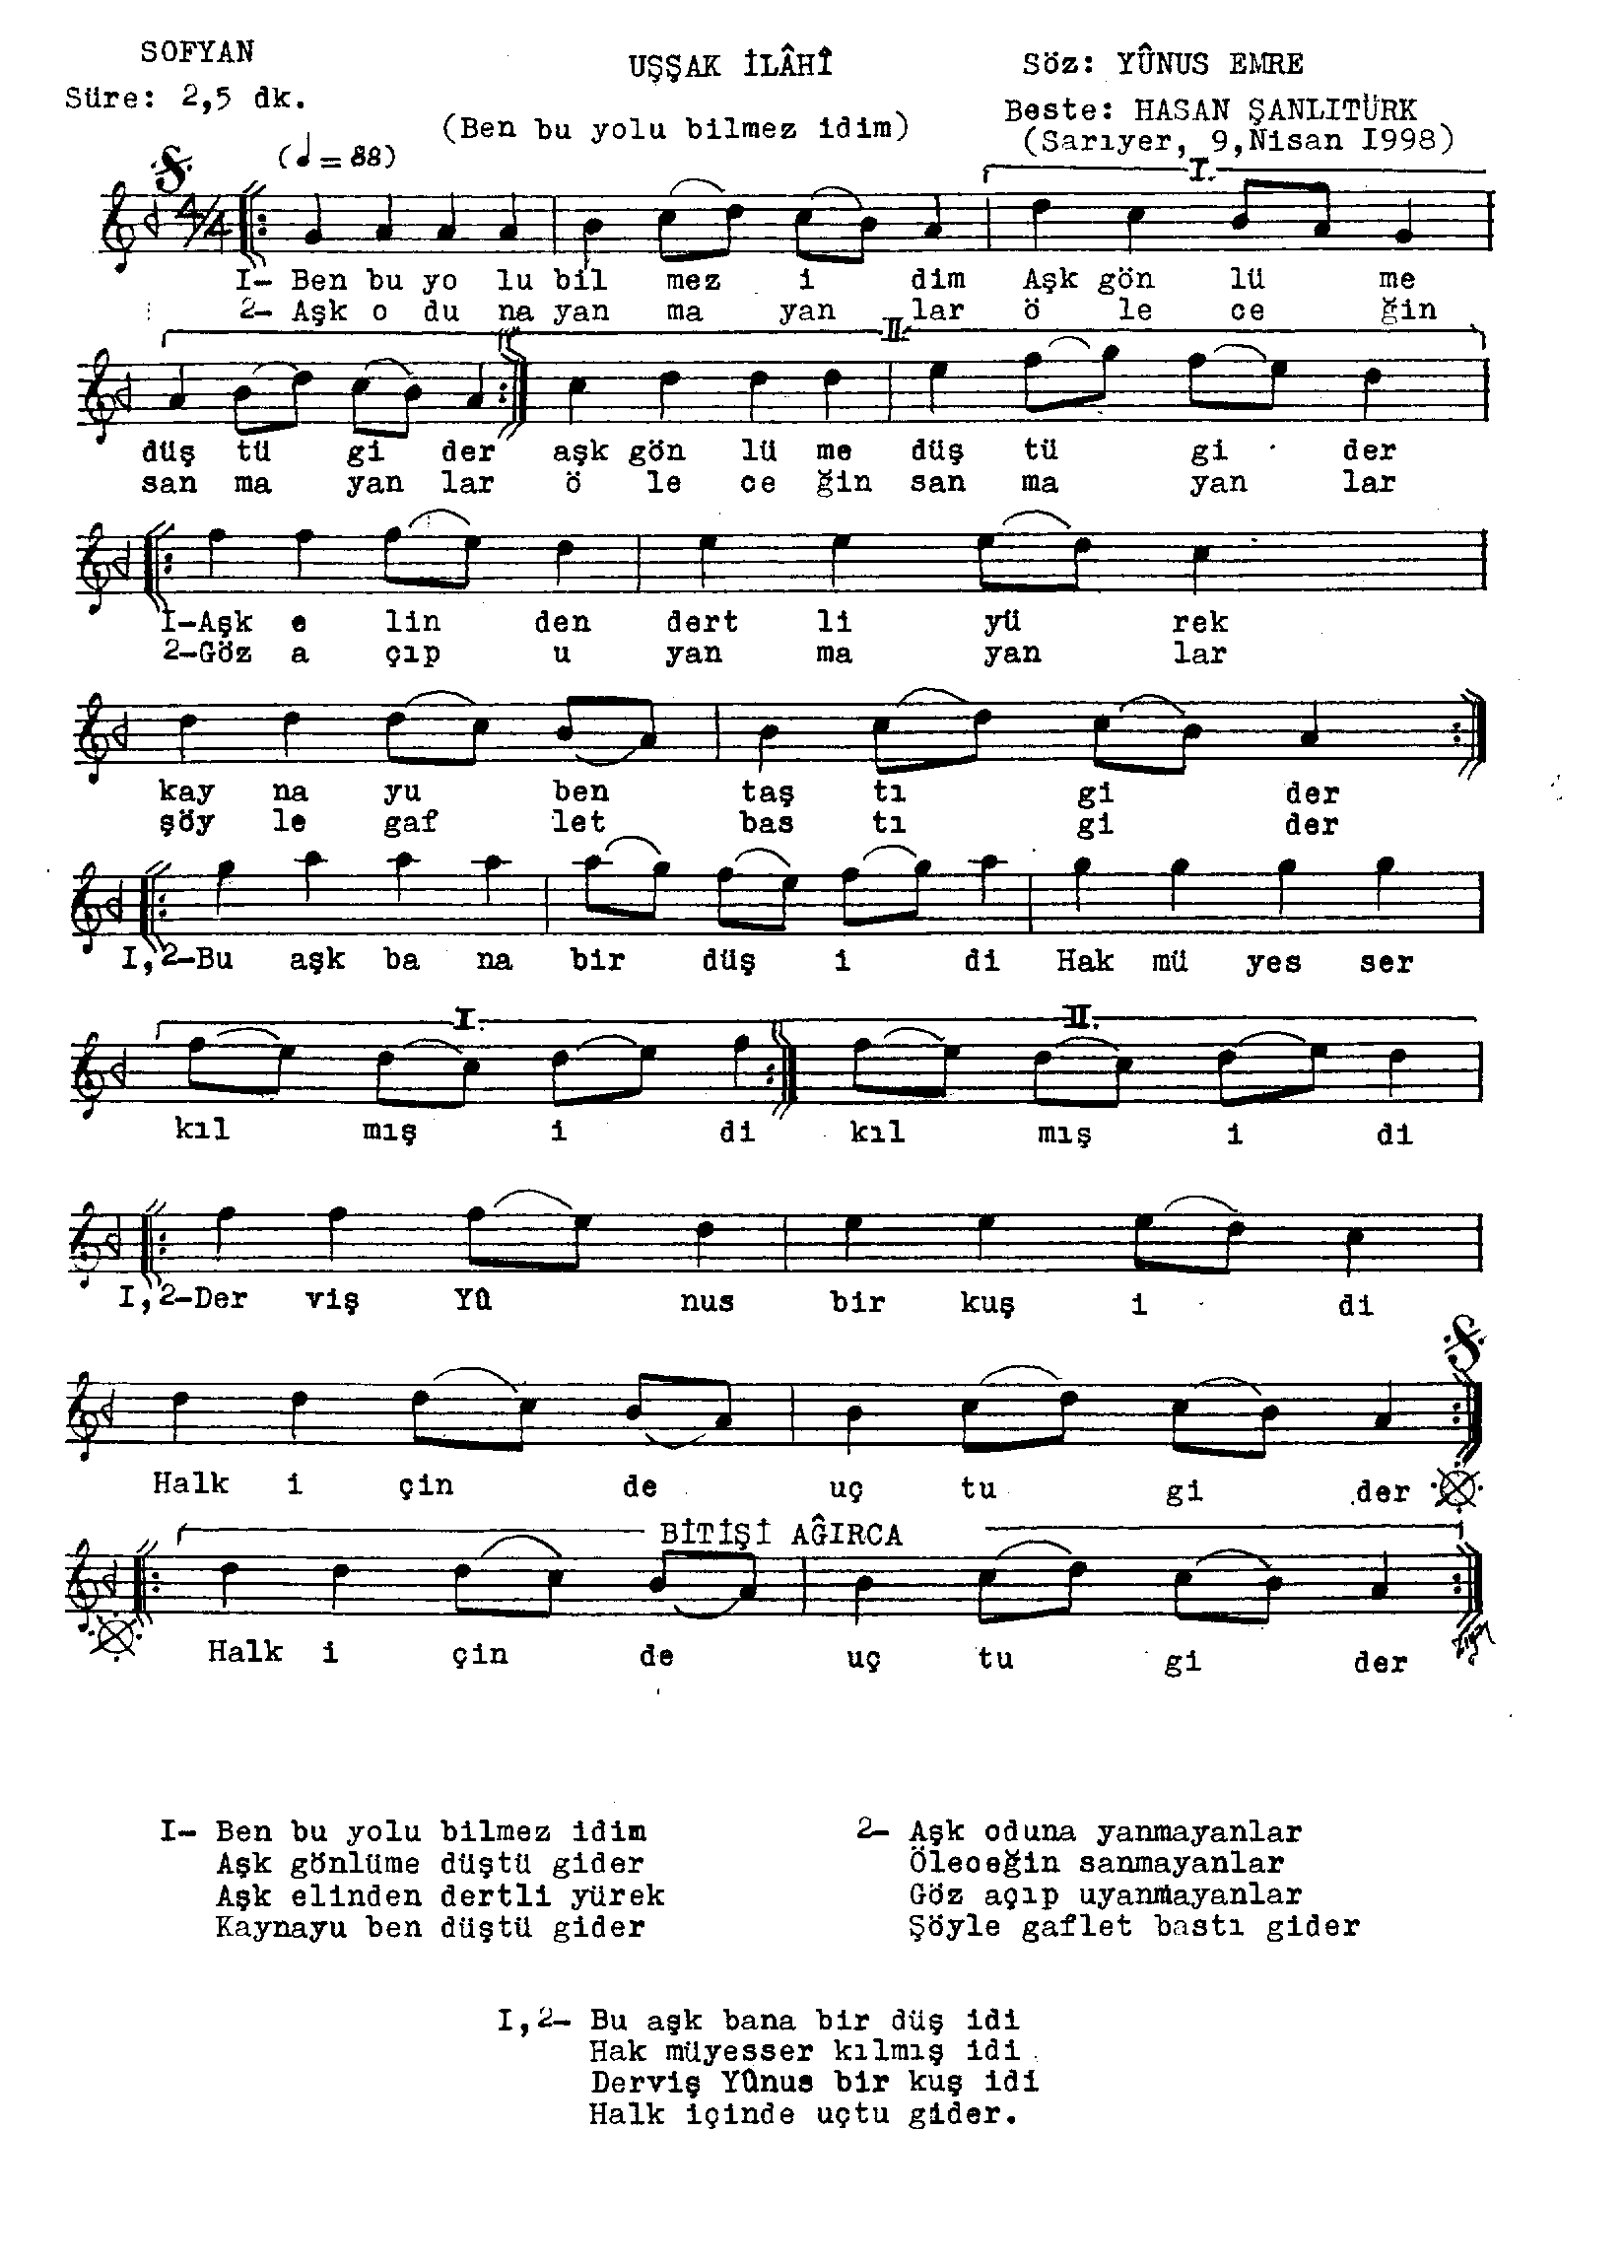 SOFYAN
Süre: 2,5 dk.
UŞŞAK İLÂHÎ
(Ben bu yolu bilmez idim)
Söz: YÛNUS EMRE
Beste: HASAN ŞANLITÜRK
(Sarıyer, 9,Nisan I998)
(♩=88)
I.
4/4
I- Ben bu yo lu bil mez i dim Aşk gön lü me
2- Aşk o du na yan ma yan lar ö le ce ğin
II.
düş tü gi der aşk gön lü me düş tü gi der
san ma yan lar ö le ce ğin san ma yan lar
I-Aşk e lin den dert li yü rek
2-Göz a çıp u yan ma yan lar
kay na yu ben taş tı gi der
şöy le gaf let bas tı gi der
I,2-Bu aşk ba na bir düş i di Hak mü yes ser
I. II.
kıl mış i di kıl mış i di
I,2-Der viş Yû nus bir kuş i di
Halk i çin de uç tu gi der
BİTİŞİ AĞIRCA
Halk i çin de uç tu gi der
I- Ben bu yolu bilmez idim
Aşk gönlüme düştü gider
Aşk elinden dertli yürek
Kaynayu ben düştü gider
2- Aşk oduna yanmayanlar
Öleceğin sanmayanlar
Göz açıp uyanmayanlar
Şöyle gaflet bastı gider
I,2- Bu aşk bana bir düş idi
Hak müyesser kılmış idi
Derviş Yûnus bir kuş idi
Halk içinde uçtu gider.